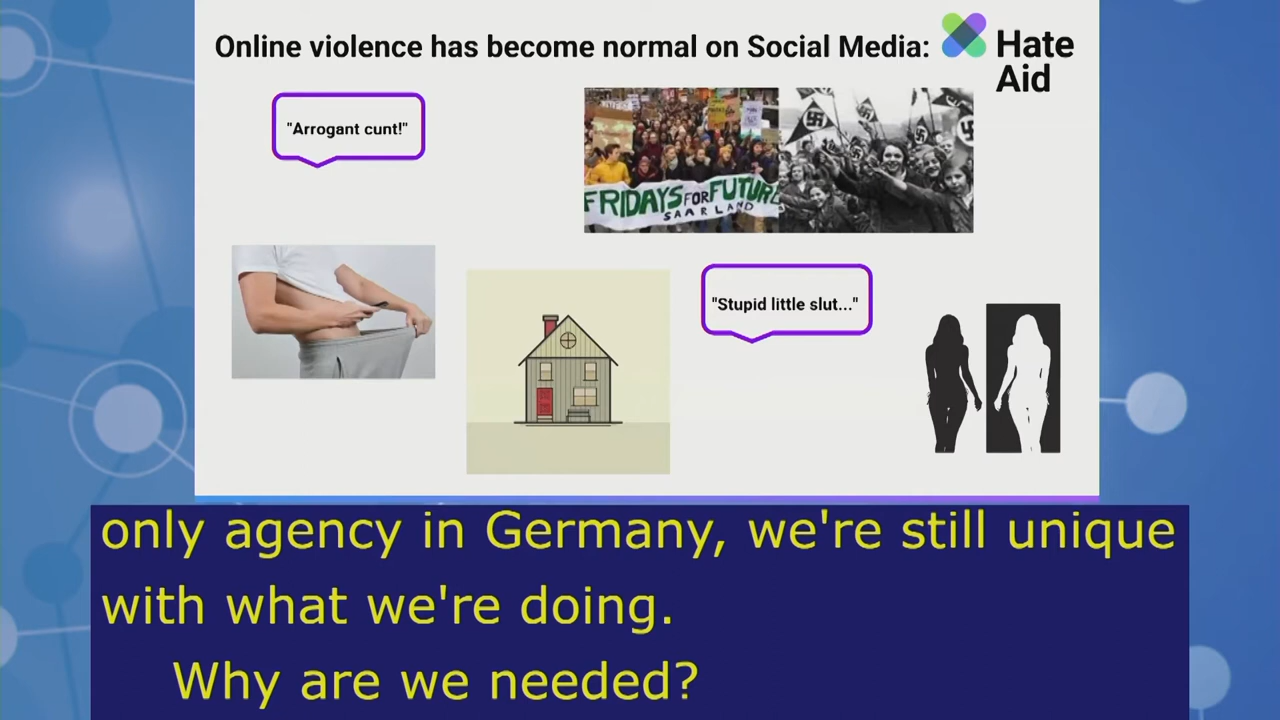 Online violence has become normal on Social Media:
Hate
Aid
"Arrogant cunt!"
FRIDAYS FOR FUTURE
SAARLAND
"Stupid little slut..."
only agency in Germany, we're still unique
with what we're doing.
Why are we needed?